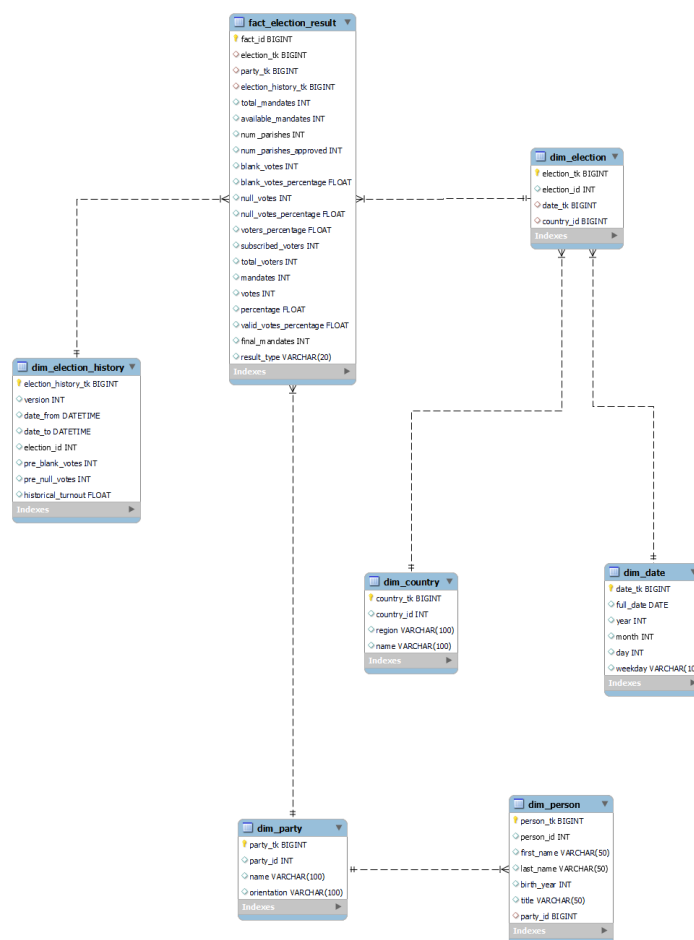 fact_election_result
fact_id BIGINT
election_tk BIGINT
party_tk BIGINT
election_history_tk BIGINT
total_mandates INT
available_mandates INT
num_parishes INT
num_parishes_approved INT
blank_votes INT
blank_votes_percentage FLOAT
null_votes INT
null_votes_percentage FLOAT
voters_percentage FLOAT
subscribed_voters INT
total_voters INT
mandates INT
votes INT
percentage FLOAT
valid_votes_percentage FLOAT
final_mandates INT
result_type VARCHAR(20)
Indexes
dim_election
election_tk BIGINT
election_id INT
date_tk BIGINT
country_id BIGINT
Indexes
dim_election_history
election_history_tk BIGINT
version INT
date_from DATETIME
date_to DATETIME
election_id INT
pre_blank_votes INT
pre_null_votes INT
historical_turnout FLOAT
Indexes
dim_country
country_tk BIGINT
country_id INT
region VARCHAR(100)
name VARCHAR(100)
Indexes
dim_date
date_tk BIGINT
full_date DATE
year INT
month INT
day INT
weekday VARCHAR(10
Indexes
dim_party
party_tk BIGINT
party_id INT
name VARCHAR(100)
orientation VARCHAR(100)
Indexes
dim_person
person_tk BIGINT
person_id INT
first_name VARCHAR(50)
last_name VARCHAR(50)
birth_year INT
title VARCHAR(50)
party_id BIGINT
Indexes